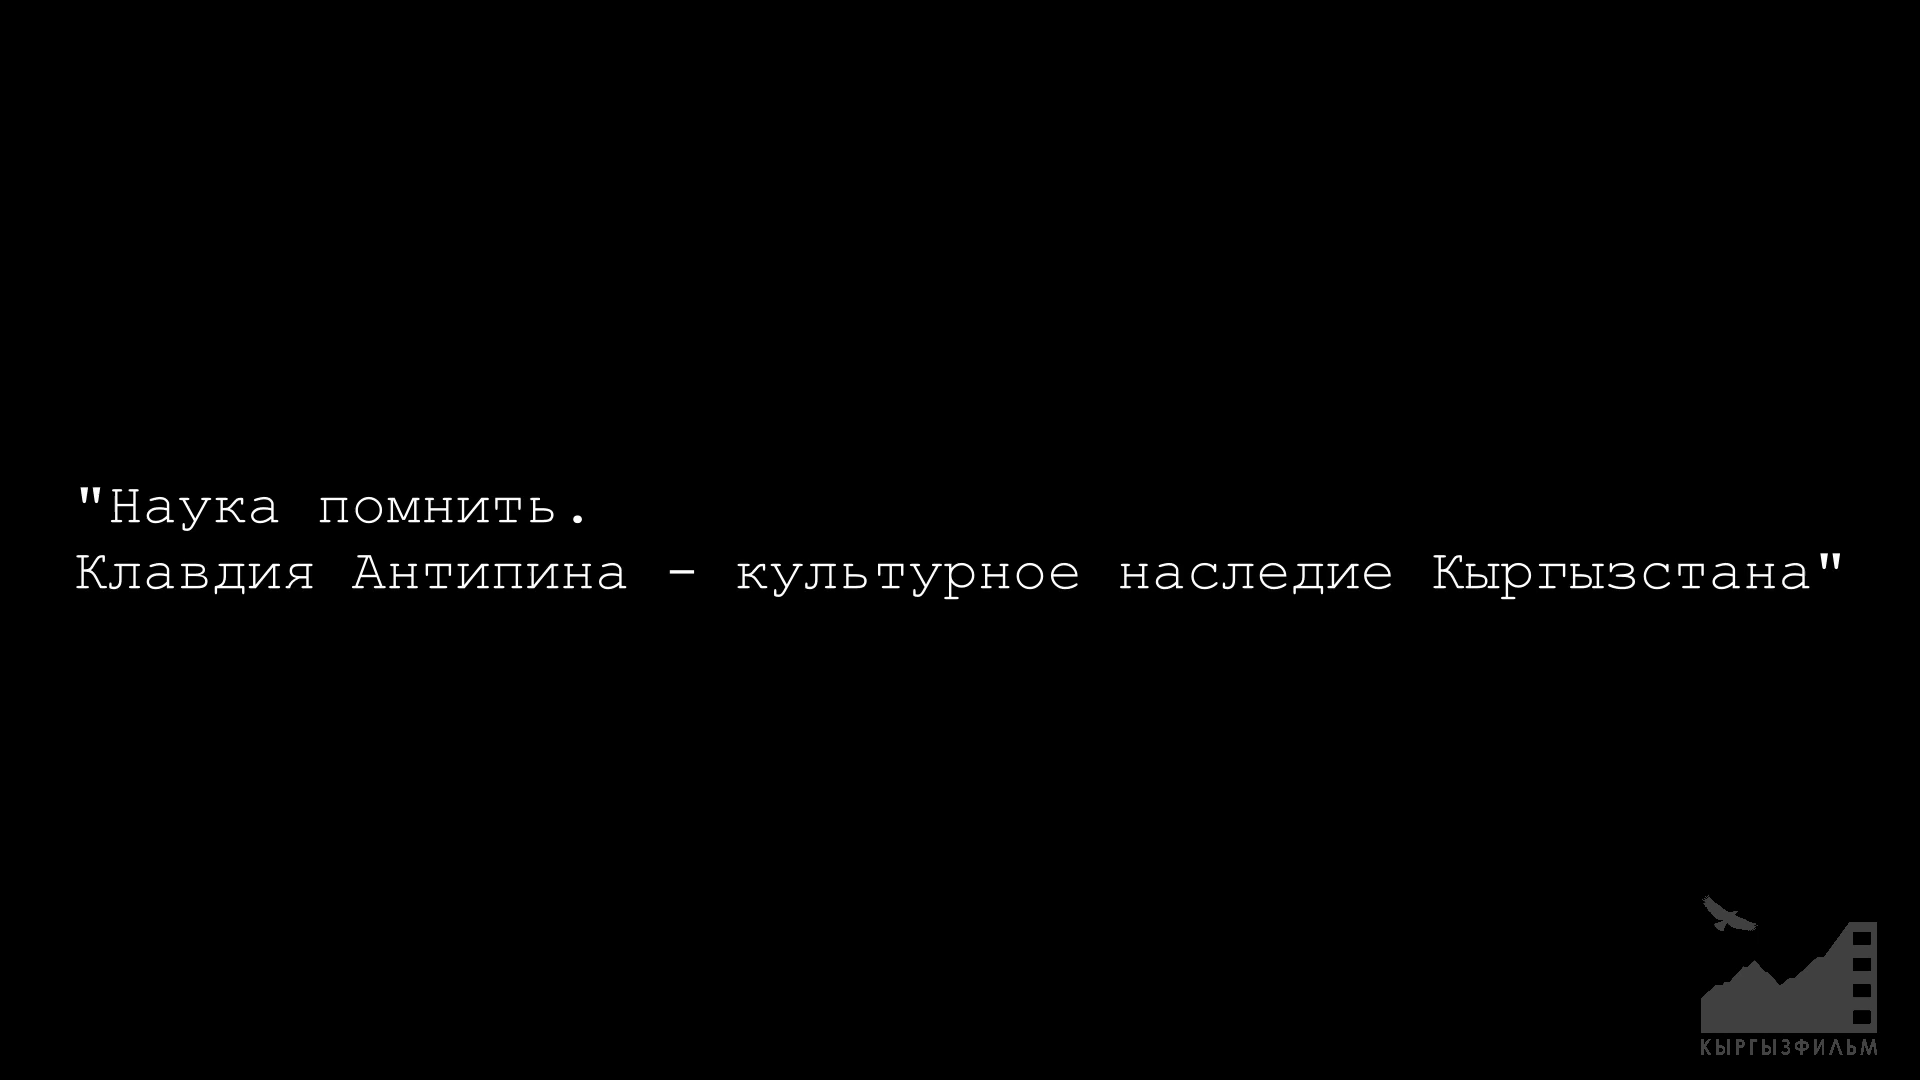 "Наука помнить.
Клавдия Антипина - культурное наследие Кыргызстана"
КЫРГЫЗФИЛЬМ